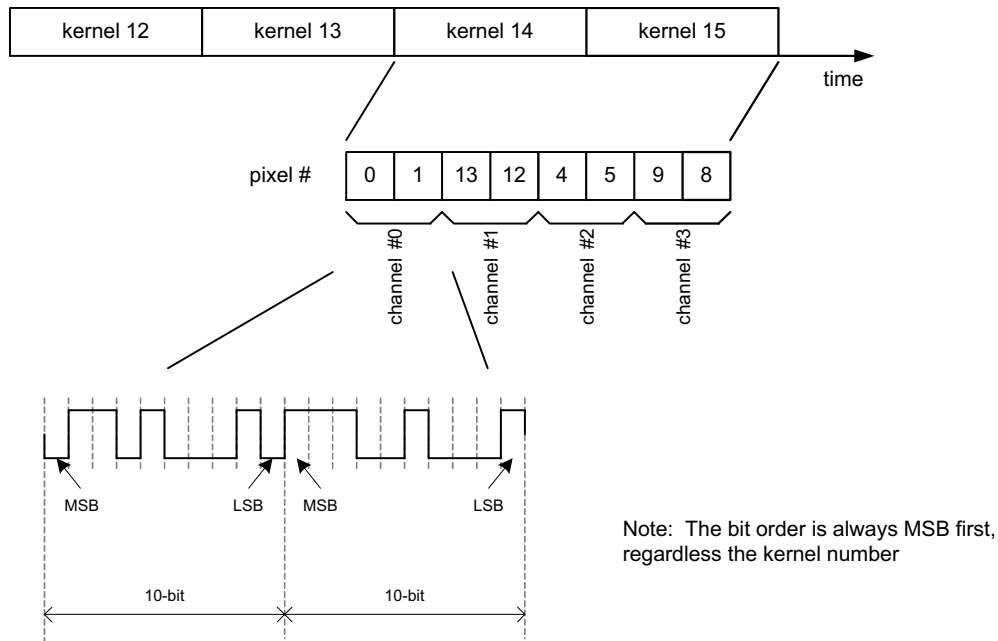 kernel 12 kernel 13 kernel 14 kernel 15
time
pixel # 0 1 13 12 4 5 9 8
channel #0 channel #1 channel #2 channel #3
MSB LSB MSB LSB
Note: The bit order is always MSB first,
regardless the kernel number
10-bit 10-bit